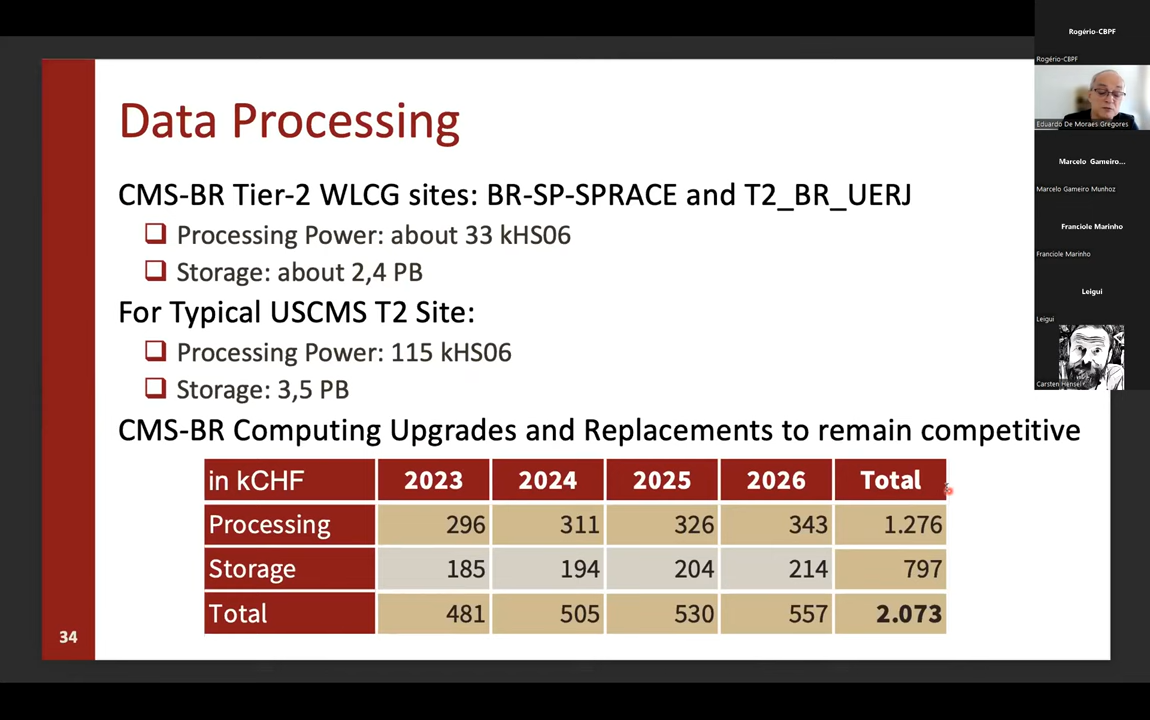 Data Processing
CMS-BR Tier-2 WLCG sites: BR-SP-SPRACE and T2_BR_UERJ
Processing Power: about 33 kHS06
Storage: about 2,4 PB
For Typical USCMS T2 Site:
Processing Power: 115 kHS06
Storage: 3,5 PB
CMS-BR Computing Upgrades and Replacements to remain competitive
in kCHF 2023 2024 2025 2026 Total
Processing 296 311 326 343 1.276
Storage 185 194 204 214 797
Total 481 505 530 557 2.073
34
Rogério-CBPF
Rogério-CBPF
Eduardo De Moraes Gregores
Marcelo Gameiro...
Marcelo Gameiro Munhoz
Franciole Marinho
Franciole Marinho
Leigui
Leigui
Carsten Hensel